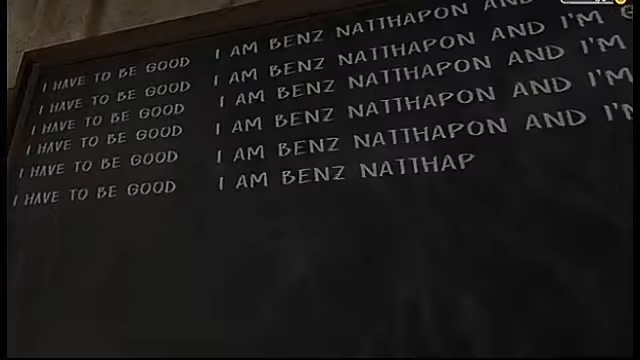 I HAVE TO BE GOOD I AM BENZ NATTHAPON AND
I HAVE TO BE GOOD I AM BENZ NATTHAPON AND I'M
I HAVE TO BE GOOD I AM BENZ NATTHAPON AND I'M
I HAVE TO BE GOOD I AM BENZ NATTHAPON AND I'M
I HAVE TO BE GOOD I AM BENZ NATTHAPON AND I'M
I HAVE TO BE GOOD I AM BENZ NATTHAP